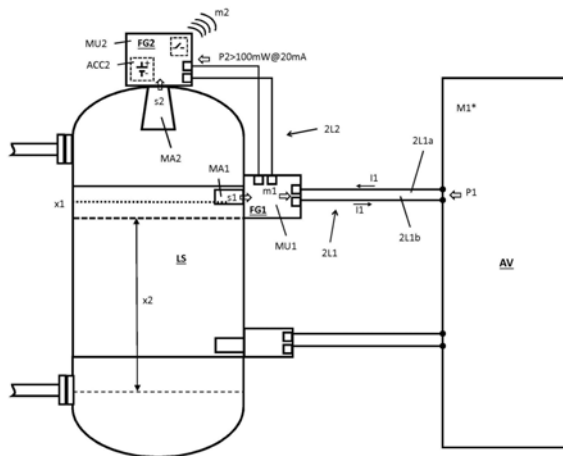 m2
MU2
FG2
P2>100mW@20mA
ACC2
s2
2L2
MA2
M1*
MA1
2L1a
I1
P1
x1
s1
m1
FG1
I1
MU1
2L1
2L1b
LS
AV
x2